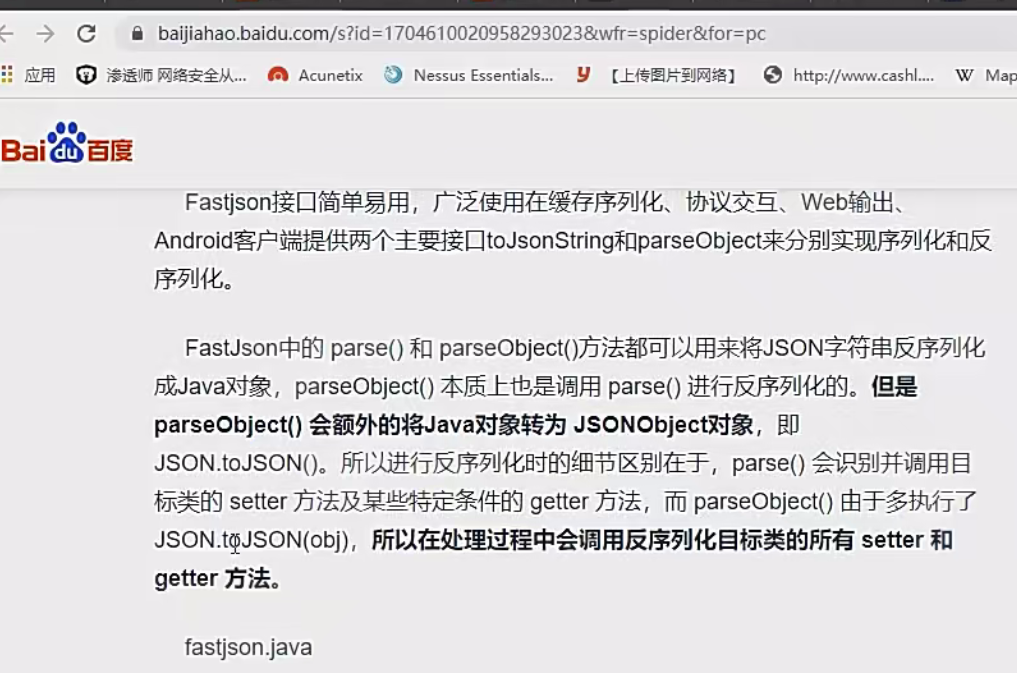 baijiahao.baidu.com/s?id=1704610020958293023&wfr=spider&for=pc
应用 渗透师 网络安全从... Acunetix Nessus Essentials... 【上传图片到网络】 http://www.cashl.... Map
Bai du 百度
Fastjson接口简单易用，广泛使用在缓存序列化、协议交互、Web输出、
Android客户端提供两个主要接口toJsonString和parseObject来分别实现序列化和反
序列化。
FastJson中的 parse() 和 parseObject()方法都可以用来将JSON字符串反序列化
成Java对象，parseObject() 本质上也是调用 parse() 进行反序列化的。但是
parseObject() 会额外的将Java对象转为 JSONObject对象，即
JSON.toJSON()。所以进行反序列化时的细节区别在于，parse() 会识别并调用目
标类的 setter 方法及某些特定条件的 getter 方法，而 parseObject() 由于多执行了
JSON.toJSON(obj)，所以在处理过程中会调用反序列化目标类的所有 setter 和
getter 方法。
fastjson.java